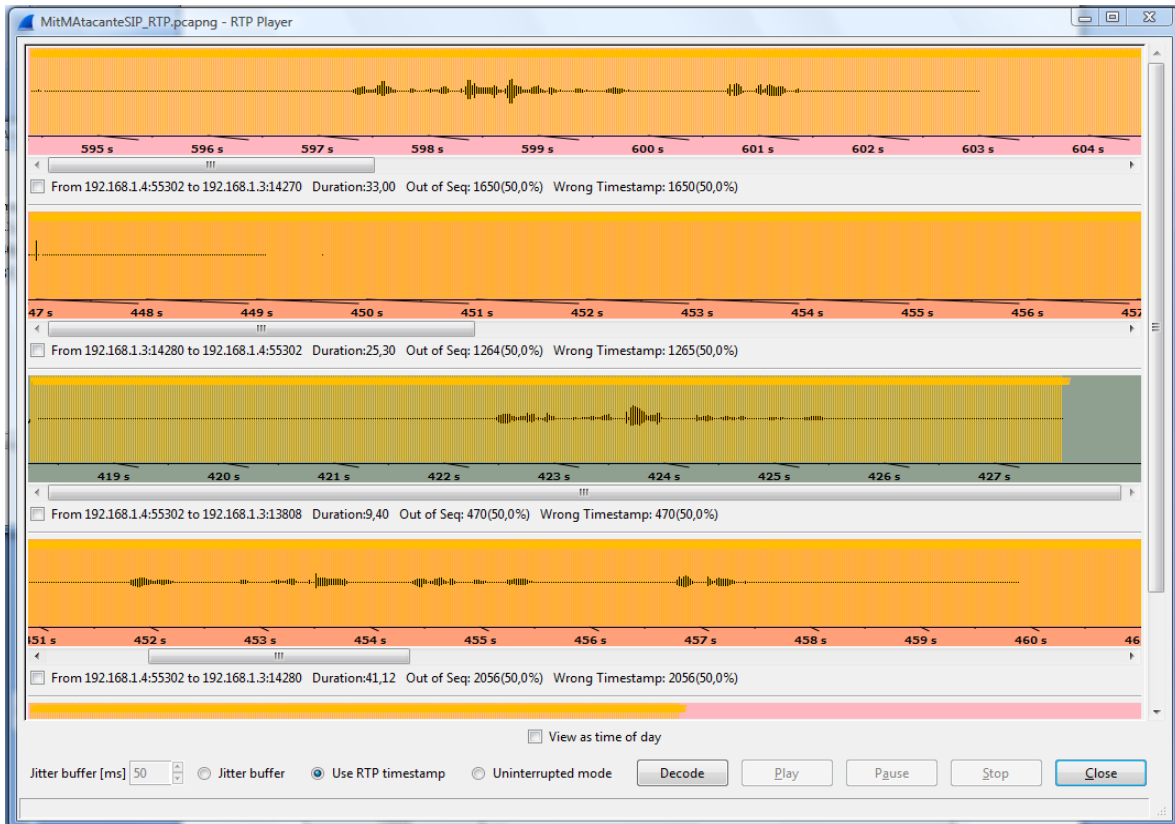 MitMAtacanteSIP_RTP.pcapng - RTP Player
595 s 596 s 597 s 598 s 599 s 600 s 601 s 602 s 603 s 604 s
From 192.168.1.4:55302 to 192.168.1.3:14270 Duration:33,00 Out of Seq: 1650(50,0%) Wrong Timestamp: 1650(50,0%)
47 s 448 s 449 s 450 s 451 s 452 s 453 s 454 s 455 s 456 s 457
From 192.168.1.3:14280 to 192.168.1.4:55302 Duration:25,30 Out of Seq: 1264(50,0%) Wrong Timestamp: 1265(50,0%)
419 s 420 s 421 s 422 s 423 s 424 s 425 s 426 s 427 s
From 192.168.1.4:55302 to 192.168.1.3:13808 Duration:9,40 Out of Seq: 470(50,0%) Wrong Timestamp: 470(50,0%)
451 s 452 s 453 s 454 s 455 s 456 s 457 s 458 s 459 s 460 s 46
From 192.168.1.4:55302 to 192.168.1.3:14280 Duration:41,12 Out of Seq: 2056(50,0%) Wrong Timestamp: 2056(50,0%)
View as time of day
Jitter buffer [ms] 50 Jitter buffer Use RTP timestamp Uninterrupted mode Decode Play Pause Stop Close